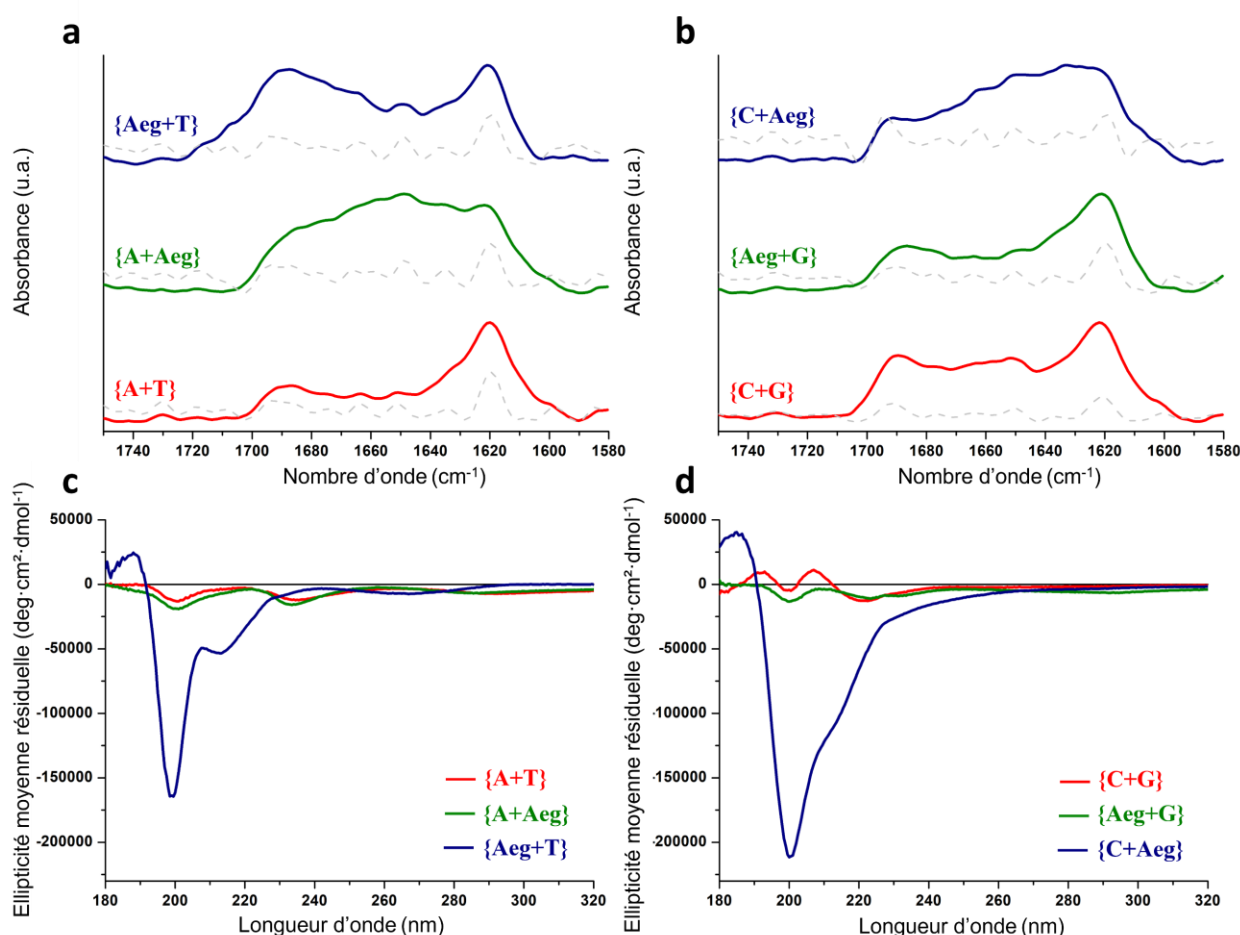 a
b
{Aeg+T}
{A+Aeg}
{A+T}
Absorbance (u.a.)
1740 1720 1700 1680 1660 1640 1620 1600 1580
Nombre d'onde (cm⁻¹)
{C+Aeg}
{Aeg+G}
{C+G}
Absorbance (u.a.)
1740 1720 1700 1680 1660 1640 1620 1600 1580
Nombre d'onde (cm⁻¹)
c
d
50000
0
-50000
-100000
-150000
-200000
Ellipticité moyenne résiduelle (deg·cm²·dmol⁻¹)
{A+T}
{A+Aeg}
{Aeg+T}
180 200 220 240 260 280 300 320
Longueur d'onde (nm)
50000
0
-50000
-100000
-150000
-200000
Ellipticité moyenne résiduelle (deg·cm²·dmol⁻¹)
{C+G}
{Aeg+G}
{C+Aeg}
180 200 220 240 260 280 300 320
Longueur d'onde (nm)